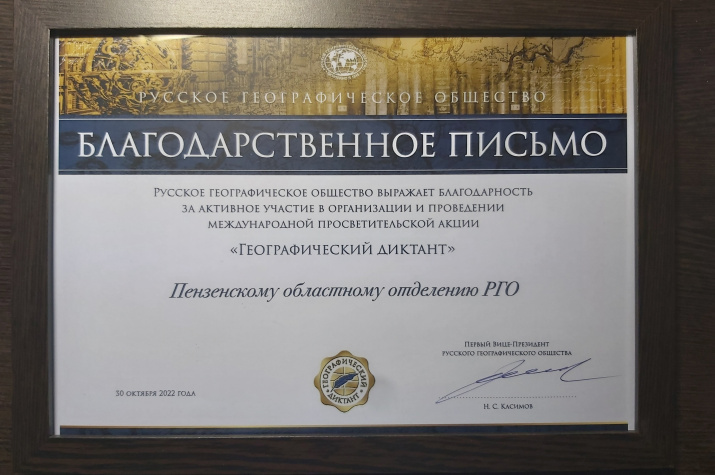 РУССКОЕ ГЕОГРАФИЧЕСКОЕ ОБЩЕСТВО
БЛАГОДАРСТВЕННОЕ ПИСЬМО
РУССКОЕ ГЕОГРАФИЧЕСКОЕ ОБЩЕСТВО ВЫРАЖАЕТ БЛАГОДАРНОСТЬ
ЗА АКТИВНОЕ УЧАСТИЕ В ОРГАНИЗАЦИИ И ПРОВЕДЕНИИ
МЕЖДУНАРОДНОЙ ПРОСВЕТИТЕЛЬСКОЙ АКЦИИ
«ГЕОГРАФИЧЕСКИЙ ДИКТАНТ»
Пензенскому областному отделению РГО
ПЕРВЫЙ ВИЦЕ-ПРЕЗИДЕНТ
РУССКОГО ГЕОГРАФИЧЕСКОГО ОБЩЕСТВА
ГЕОГРАФИЧЕСКИЙ
ДИКТАНТ
30 ОКТЯБРЯ 2022 ГОДА
Н. С. КАСИМОВ